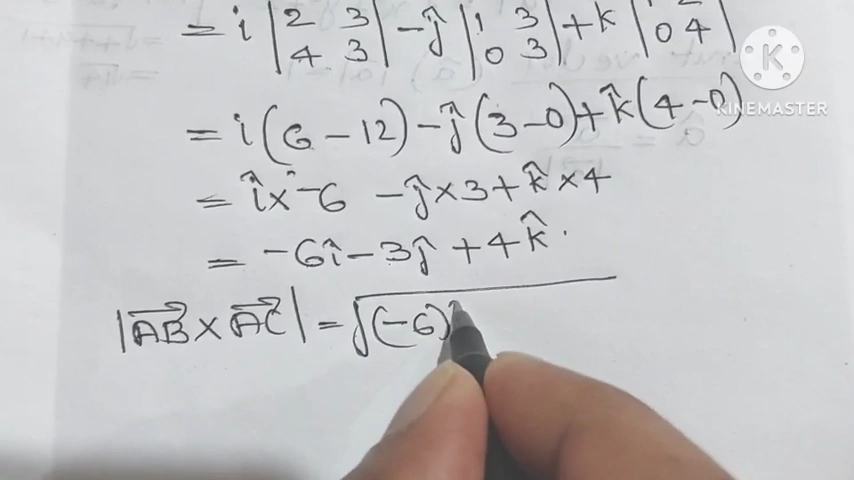 = i |2 3 / 4 3| - ĵ |1 3 / 0 3| + k | 0 4|
= i (6 - 12) - ĵ (3 - 0) + k̂ (4 - 0)
= î × -6 - ĵ × 3 + k̂ × 4
= -6î - 3ĵ + 4k̂.
|AB × AC| = √(-6)
KINEMASTER